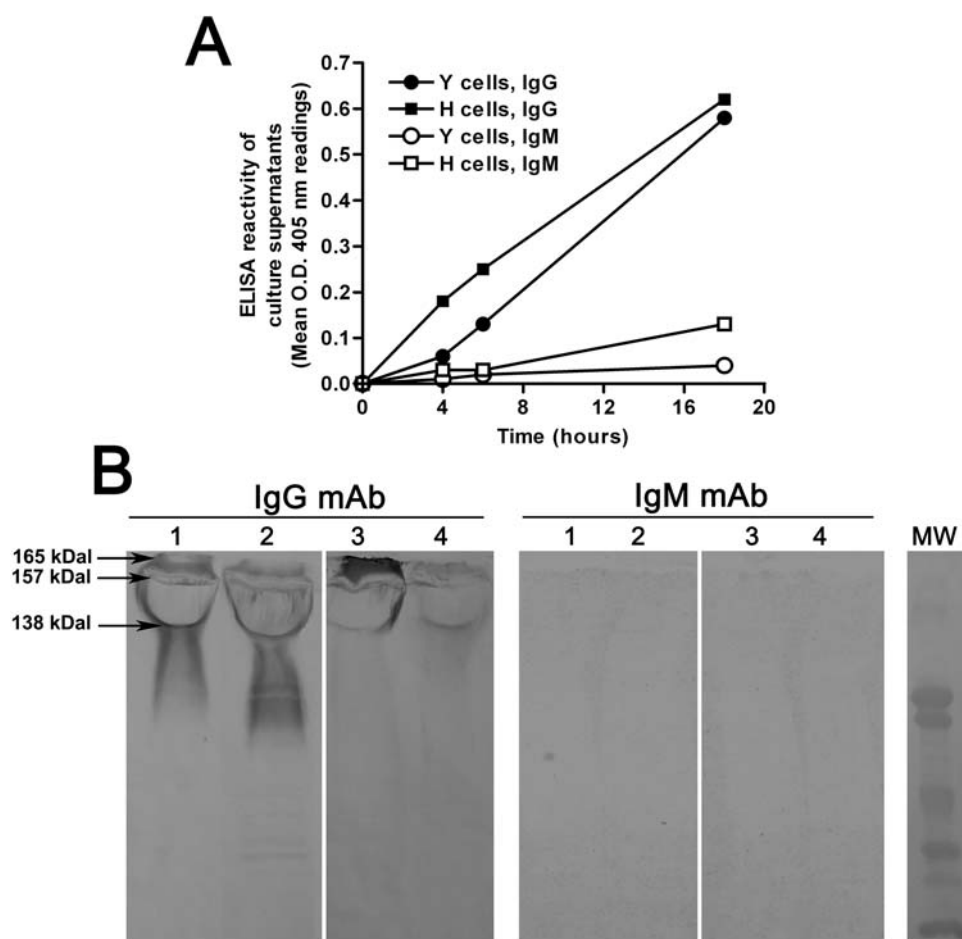 A
ELISA reactivity of
culture supernatants
(Mean O.D. 405 nm readings)
0.7
0.6
0.5
0.4
0.3
0.2
0.1
0.0
Y cells, IgG
H cells, IgG
Y cells, IgM
H cells, IgM
0 4 8 12 16 20
Time (hours)
B
IgG mAb IgM mAb
1 2 3 4 1 2 3 4 MW
165 kDal
157 kDal
138 kDal